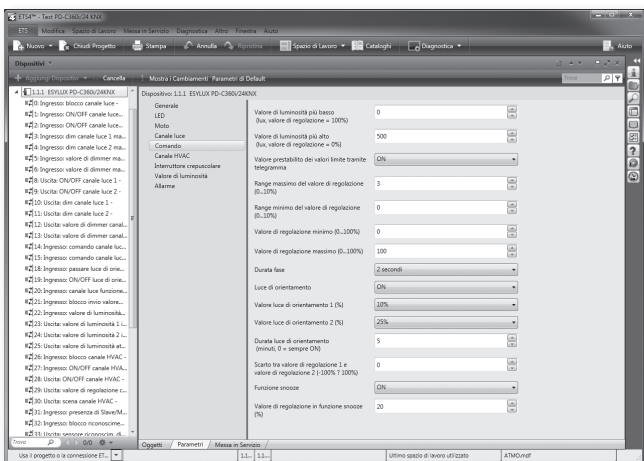 ETS4™ - Test PD-C360i/24 KNX
ETS Modifica Spazio di Lavoro Messa in Servizio Diagnostica Altro Finestra Aiuto
Nuovo Chiudi Progetto Stampa Annulla Ripristina Spazio di Lavoro Cataloghi Diagnostica Aiuto
Dispositivi
Aggiungi Dispositivi Cancella Mostra i Cambiamenti Parametri di Default Trova
1.1.1 ESYLUX PD-C360i/24KNX
0: Ingresso: blocco canale luce -
1: Ingresso: ON/OFF canale luce...
2: Ingresso: ON/OFF canale luce...
3: Ingresso: dim canale luce 1 ma...
4: Ingresso: dim canale luce 2 ma...
5: Ingresso: valore di dimmer ma...
6: Ingresso: valore di dimmer ma...
8: Uscita: ON/OFF canale luce 1 -
9: Uscita: ON/OFF canale luce 2 -
10: Uscita: dim canale luce 1 -
11: Uscita: dim canale luce 2 -
12: Uscita: valore di dimmer canal...
13: Uscita: valore di dimmer canal...
14: Ingresso: comando canale luc...
15: Ingresso: comando canale luc...
18: Ingresso: passare luce di orie...
19: Ingresso: ON/OFF luce di orie...
20: Ingresso: canale luce funzione...
21: Ingresso: blocco invio valore...
22: Ingresso: valore di luminosità...
23: Uscita: valore di luminosità 1 i...
24: Uscita: valore di luminosità 2 i...
25: Uscita: valore di luminosità at...
26: Ingresso: blocco canale HVAC -
27: Ingresso: ON/OFF canale HVA...
28: Uscita: ON/OFF canale HVAC -
29: Uscita: valore di regolazione c...
30: Uscita: scena canale HVAC -
31: Ingresso: presenza di Slave/M...
32: Ingresso: blocco riconoscime...
33: Uscita: sensore riconoscim. di...
Trova 0/0
Dispositivo: 1.1.1 ESYLUX PD-C360i/24KNX
Generale
LED
Moto
Canale luce
Comando
Canale HVAC
Interruttore crepuscolare
Valore di luminosità
Allarme
Valore di luminosità più basso
(lux, valore di regolazione = 100%) 0
Valore di luminosità più alto
(lux, valore di regolazione = 0%) 500
Valore prestabilito dei valori limite tramite
telegramma ON
Range massimo del valore di regolazione
(0...10%) 3
Range minimo del valore di regolazione
(0...10%) 0
Valore di regolazione minimo (0...100%) 0
Valore di regolazione massimo (0...100%) 100
Durata fase 2 secondi
Luce di orientamento ON
Valore luce di orientamento 1 (%) 10%
Valore luce di orientamento 2 (%) 25%
Durata luce di orientamento
(minuti, 0 = sempre ON) 5
Scarto tra valore di regolazione 1 e
valore di regolazione 2 (-100% ? 100%) 0
Funzione snooze ON
Valore di regolazione in funzione snooze
(%) 20
Oggetti Parametri Messa in Servizio
Usa il progetto o la connessione ET... 1.1... 1.1... Ultimo spazio di lavoro utilizzato ATMO.mdf